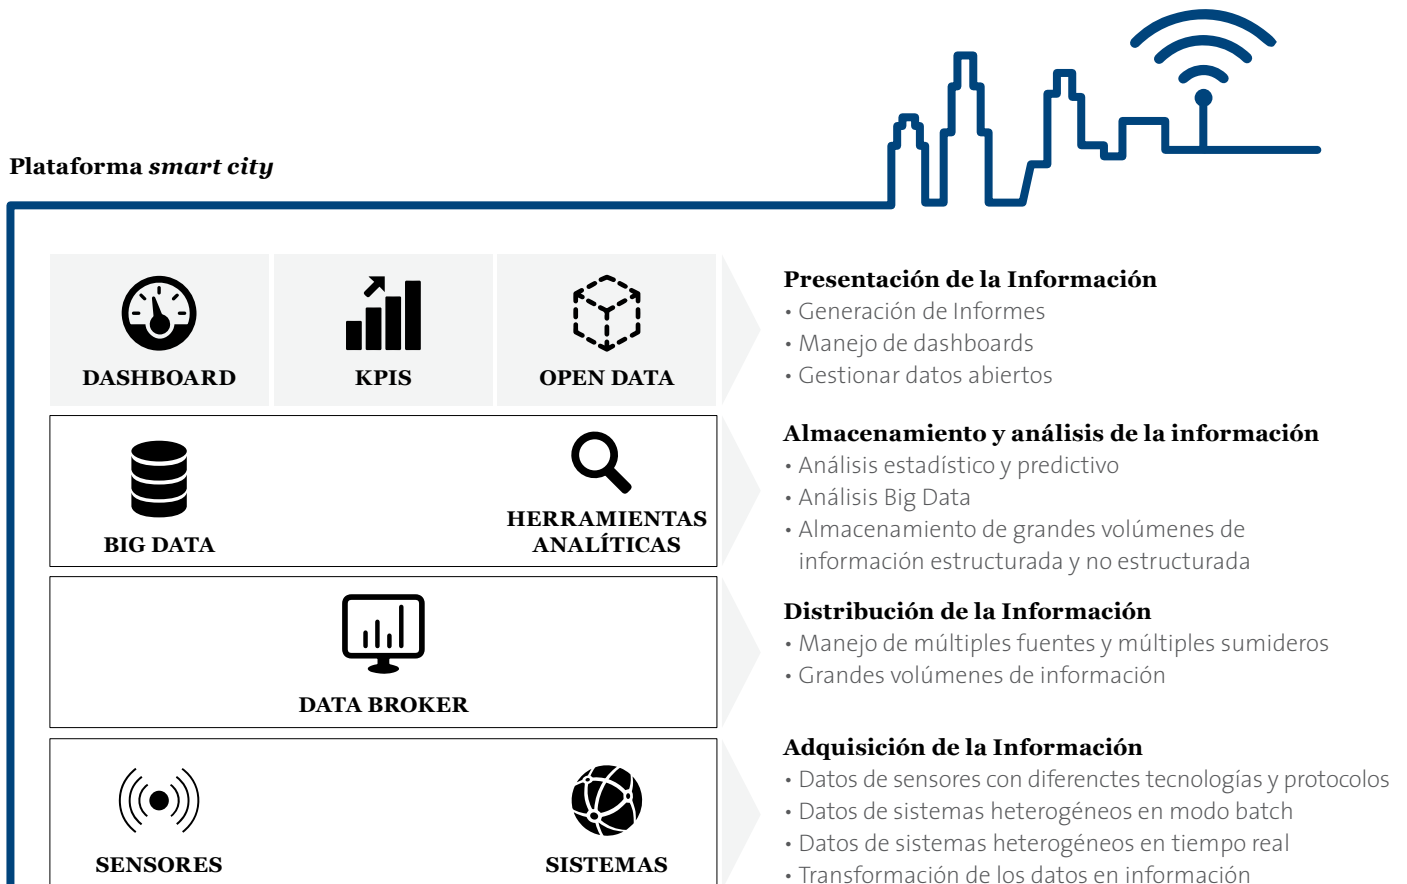 Plataforma smart city
DASHBOARD
KPIS
OPEN DATA
Presentación de la Información
• Generación de Informes
• Manejo de dashboards
• Gestionar datos abiertos
BIG DATA
HERRAMIENTAS
ANALÍTICAS
Almacenamiento y análisis de la información
• Análisis estadístico y predictivo
• Análisis Big Data
• Almacenamiento de grandes volúmenes de
información estructurada y no estructurada
DATA BROKER
Distribución de la Información
• Manejo de múltiples fuentes y múltiples sumideros
• Grandes volúmenes de información
SENSORES
SISTEMAS
Adquisición de la Información
• Datos de sensores con diferenctes tecnologías y protocolos
• Datos de sistemas heterogéneos en modo batch
• Datos de sistemas heterogéneos en tiempo real
• Transformación de los datos en información